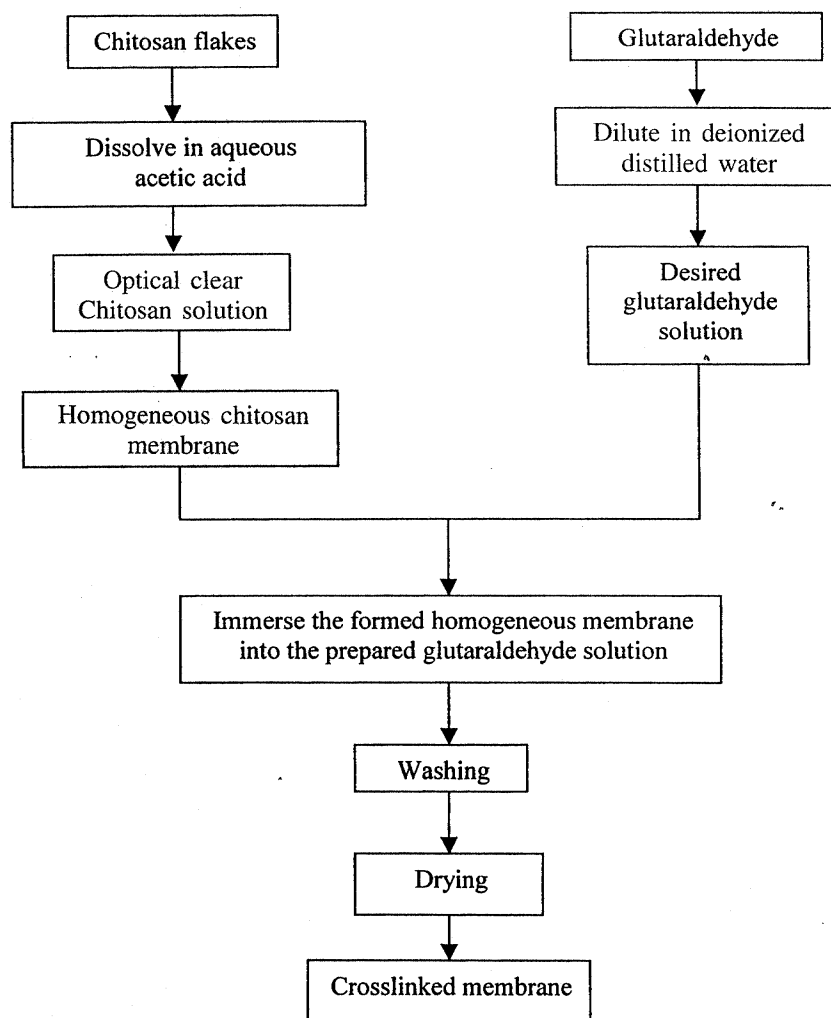 Chitosan flakes
Dissolve in aqueous
acetic acid
Optical clear
Chitosan solution
Homogeneous chitosan
membrane
Glutaraldehyde
Dilute in deionized
distilled water
Desired
glutaraldehyde
solution
Immerse the formed homogeneous membrane
into the prepared glutaraldehyde solution
Washing
Drying
Crosslinked membrane